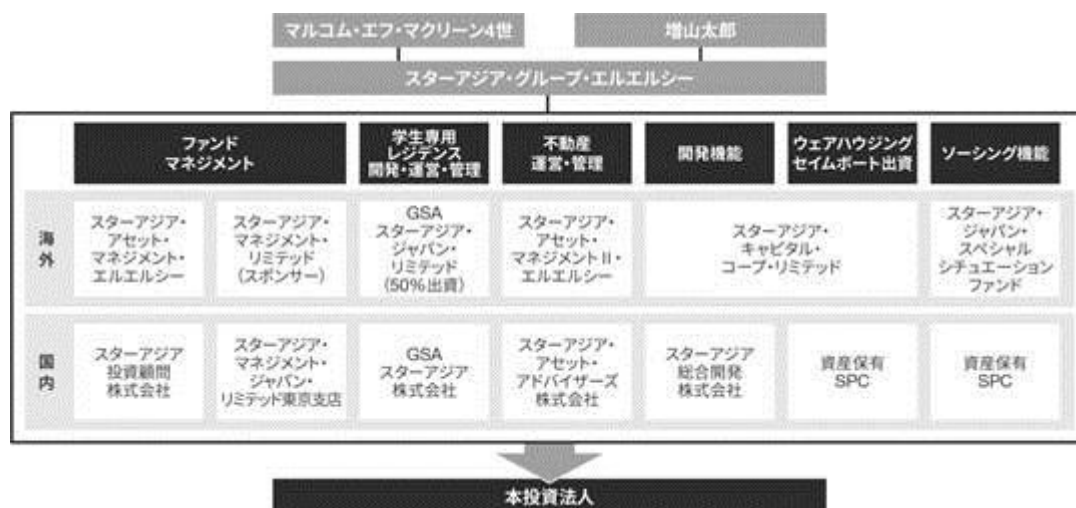 マルコム・エフ・マクリーン4世
増山太郎
スターアジア・グループ・エルエルシー
ファンド
マネジメント
学生専用
レジデンス
開発・運営・管理
不動産
運営・管理
開発機能
ウェアハウジング
セイムボート出資
ソーシング機能
海外
スターアジア・
アセット・
マネジメント・
エルエルシー
スターアジア・
マネジメント・
リミテッド
(スポンサー)
GSA
スターアジア・
ジャパン・
リミテッド
(50%出資)
スターアジア・
アセット・
マネジメントⅡ・
エルエルシー
スターアジア・
キャピタル・
コープ・リミテッド
スターアジア・
ジャパン・
スペシャル
シチュエーション
ファンド
国内
スターアジア
投資顧問
株式会社
スターアジア・
マネジメント・
ジャパン・
リミテッド東京支店
GSA
スターアジア
株式会社
スターアジア・
アセット・
アドバイザーズ
株式会社
スターアジア
総合開発
株式会社
資産保有
SPC
資産保有
SPC
本投資法人